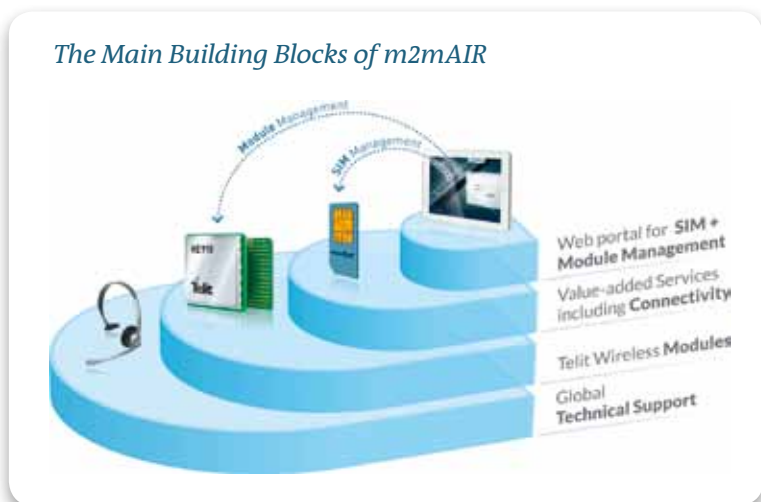 The Main Building Blocks of m2mAIR
Module Management
SIM Management
Telit
Web portal for SIM +
Module Management
Value-added Services
including Connectivity
Telit Wireless Modules
Global
Technical Support